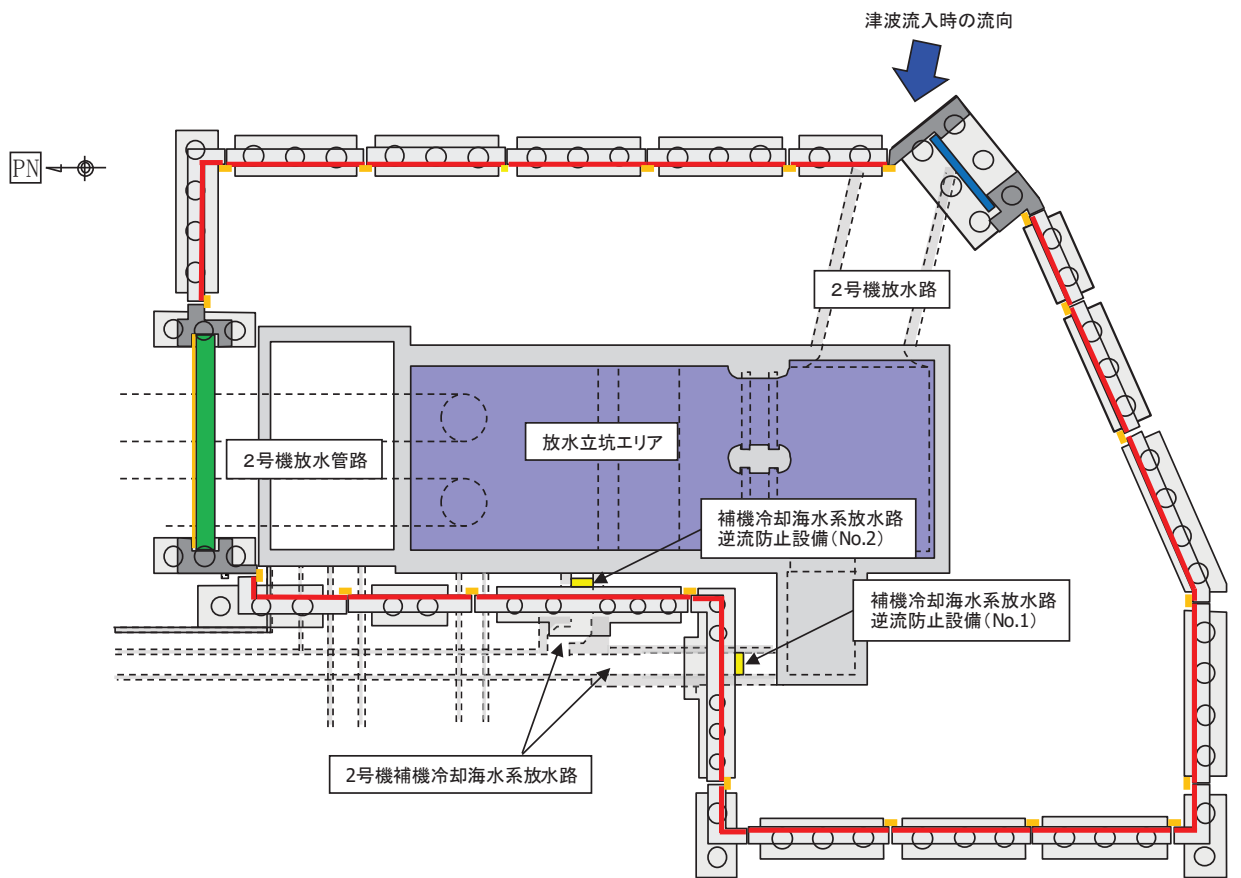 津波流入時の流向
PN
2号機放水路
2号機放水管路
放水立坑エリア
補機冷却海水系放水路
逆流防止設備(No.2)
補機冷却海水系放水路
逆流防止設備(No.1)
2号機補機冷却海水系放水路